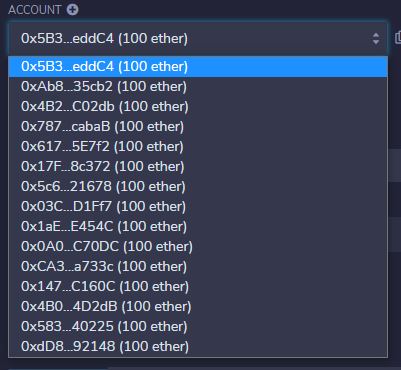 ACCOUNT
0x5B3...eddC4 (100 ether)
0x5B3...eddC4 (100 ether)
0xAb8...35cb2 (100 ether)
0x4B2...C02db (100 ether)
0x787...cabaB (100 ether)
0x617...5E7f2 (100 ether)
0x17F...8c372 (100 ether)
0x5c6...21678 (100 ether)
0x03C...D1Ff7 (100 ether)
0x1aE...E454C (100 ether)
0x0A0...C70DC (100 ether)
0xCA3...a733c (100 ether)
0x147...C160C (100 ether)
0x4B0...4D2dB (100 ether)
0x583...40225 (100 ether)
0xdD8...92148 (100 ether)